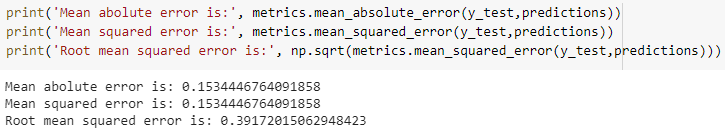 print('Mean abolute error is:', metrics.mean_absolute_error(y_test,predictions))
print('Mean squared error is:', metrics.mean_squared_error(y_test,predictions))
print('Root mean squared error is:', np.sqrt(metrics.mean_squared_error(y_test,predictions)))
Mean abolute error is: 0.1534446764091858
Mean squared error is: 0.1534446764091858
Root mean squared error is: 0.39172015062948423